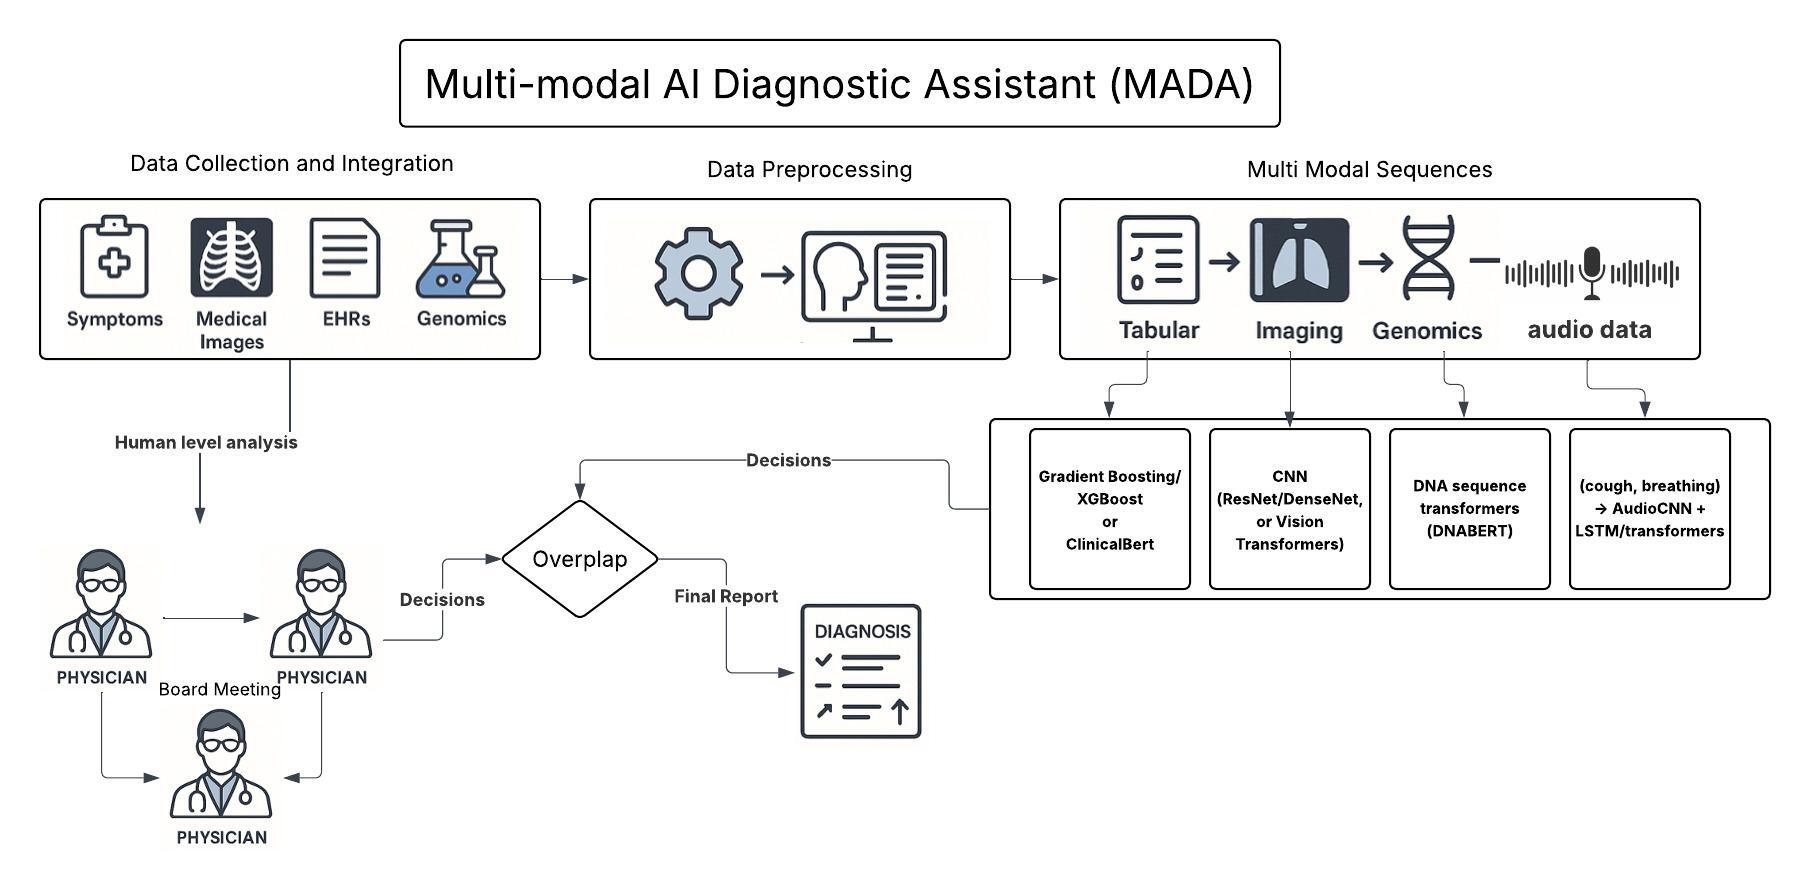 Multi-modal AI Diagnostic Assistant (MADA)
Data Collection and Integration
Data Preprocessing
Multi Modal Sequences
Symptoms
Medical
Images
EHRs
Genomics
Tabular
Imaging
Genomics
audio data
Human level analysis
Decisions
Gradient Boosting/
XGBoost
or
ClinicalBert
CNN
(ResNet/DenseNet,
or Vision
Transformers)
DNA sequence
transformers
(DNABERT)
(cough, breathing)
→ AudioCNN +
LSTM/transformers
Overplap
Decisions
Final Report
DIAGNOSIS
PHYSICIAN
PHYSICIAN
Board Meeting
PHYSICIAN